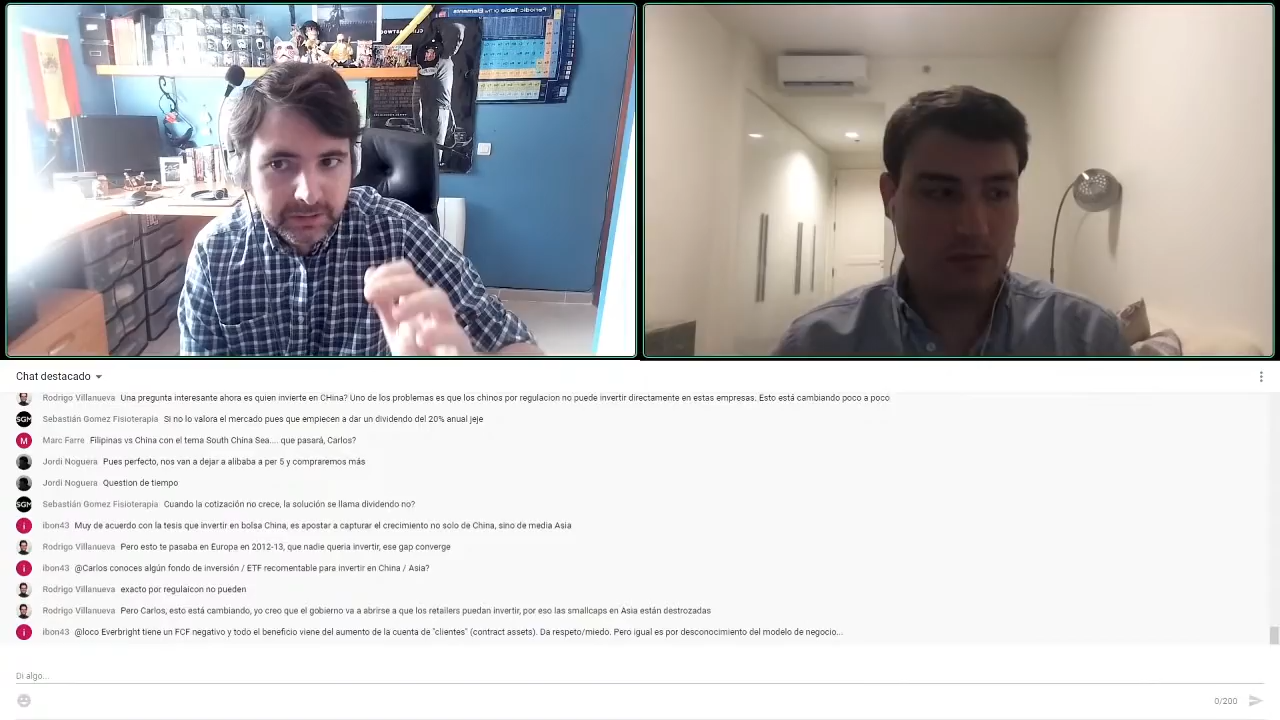 Periodic Table Of The Elements
Chat destacado
Rodrigo Villanueva Una pregunta interesante ahora es quien invierte en CHina? Uno de los problemas es que los chinos por regulacion no puede invertir directamente en estas empresas. Esto está cambiando poco a poco
SGM Sebastián Gomez Fisioterapia Si no lo valora el mercado pues que empiecen a dar un dividendo del 20% anual jeje
M Marc Farre Filipinas vs China con el tema South China Sea.... que pasará, Carlos?
Jordi Noguera Pues perfecto, nos van a dejar a alibaba a per 5 y compraremos más
Jordi Noguera Question de tiempo
SGM Sebastián Gomez Fisioterapia Cuando la cotización no crece, la solución se llama dividendo no?
i ibon43 Muy de acuerdo con la tesis que invertir en bolsa China, es apostar a capturar el crecimiento no solo de China, sino de media Asia
Rodrigo Villanueva Pero esto te pasaba en Europa en 2012-13, que nadie queria invertir, ese gap converge
i ibon43 @Carlos conoces algún fondo de inversión / ETF recomentable para invertir en China / Asia?
Rodrigo Villanueva exacto por regulaicon no pueden
Rodrigo Villanueva Pero Carlos, esto está cambiando, yo creo que el gobierno va a abrirse a que los retailers puedan invertir, por eso las smallcaps en Asia están destrozadas
i ibon43 @loco Everbright tiene un FCF negativo y todo el beneficio viene del aumento de la cuenta de "clientes" (contract assets). Da respeto/miedo. Pero igual es por desconocimiento del modelo de negocio...
Di algo...
0/200